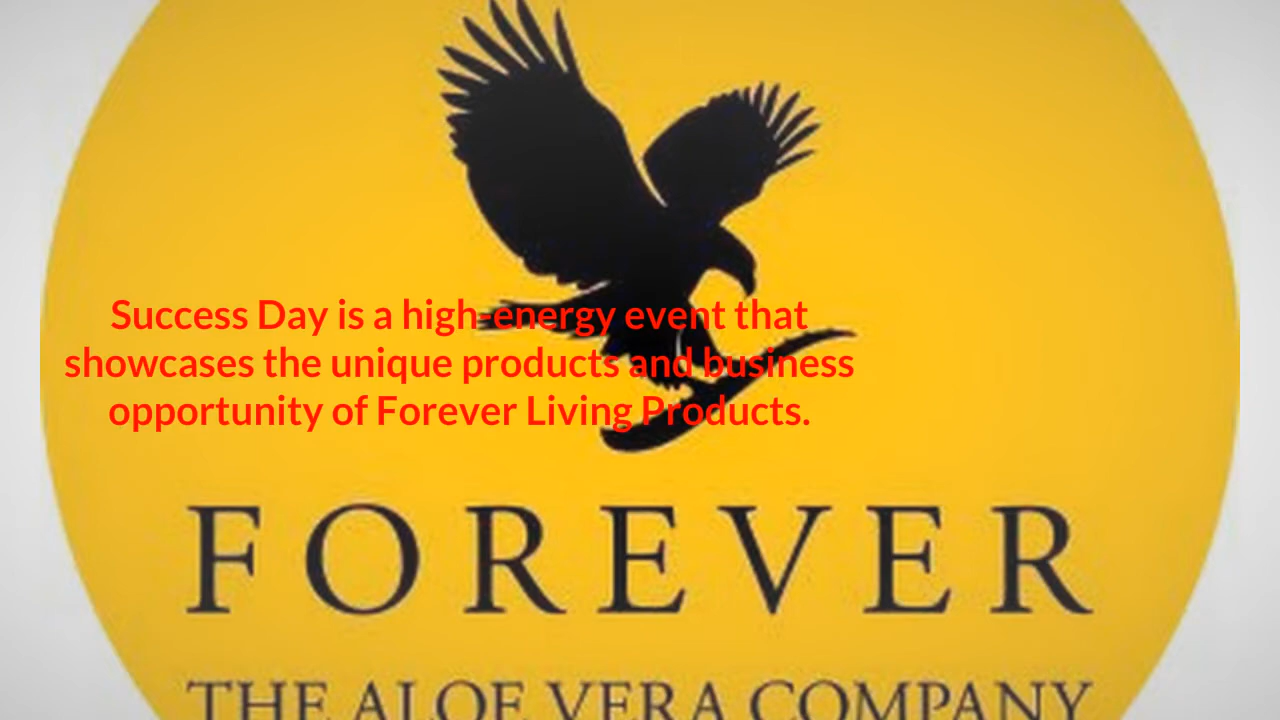 Success Day is a high-energy event that
showcases the unique products and business
opportunity of Forever Living Products.
FOREVER
THE ALOE VERA COMPANY